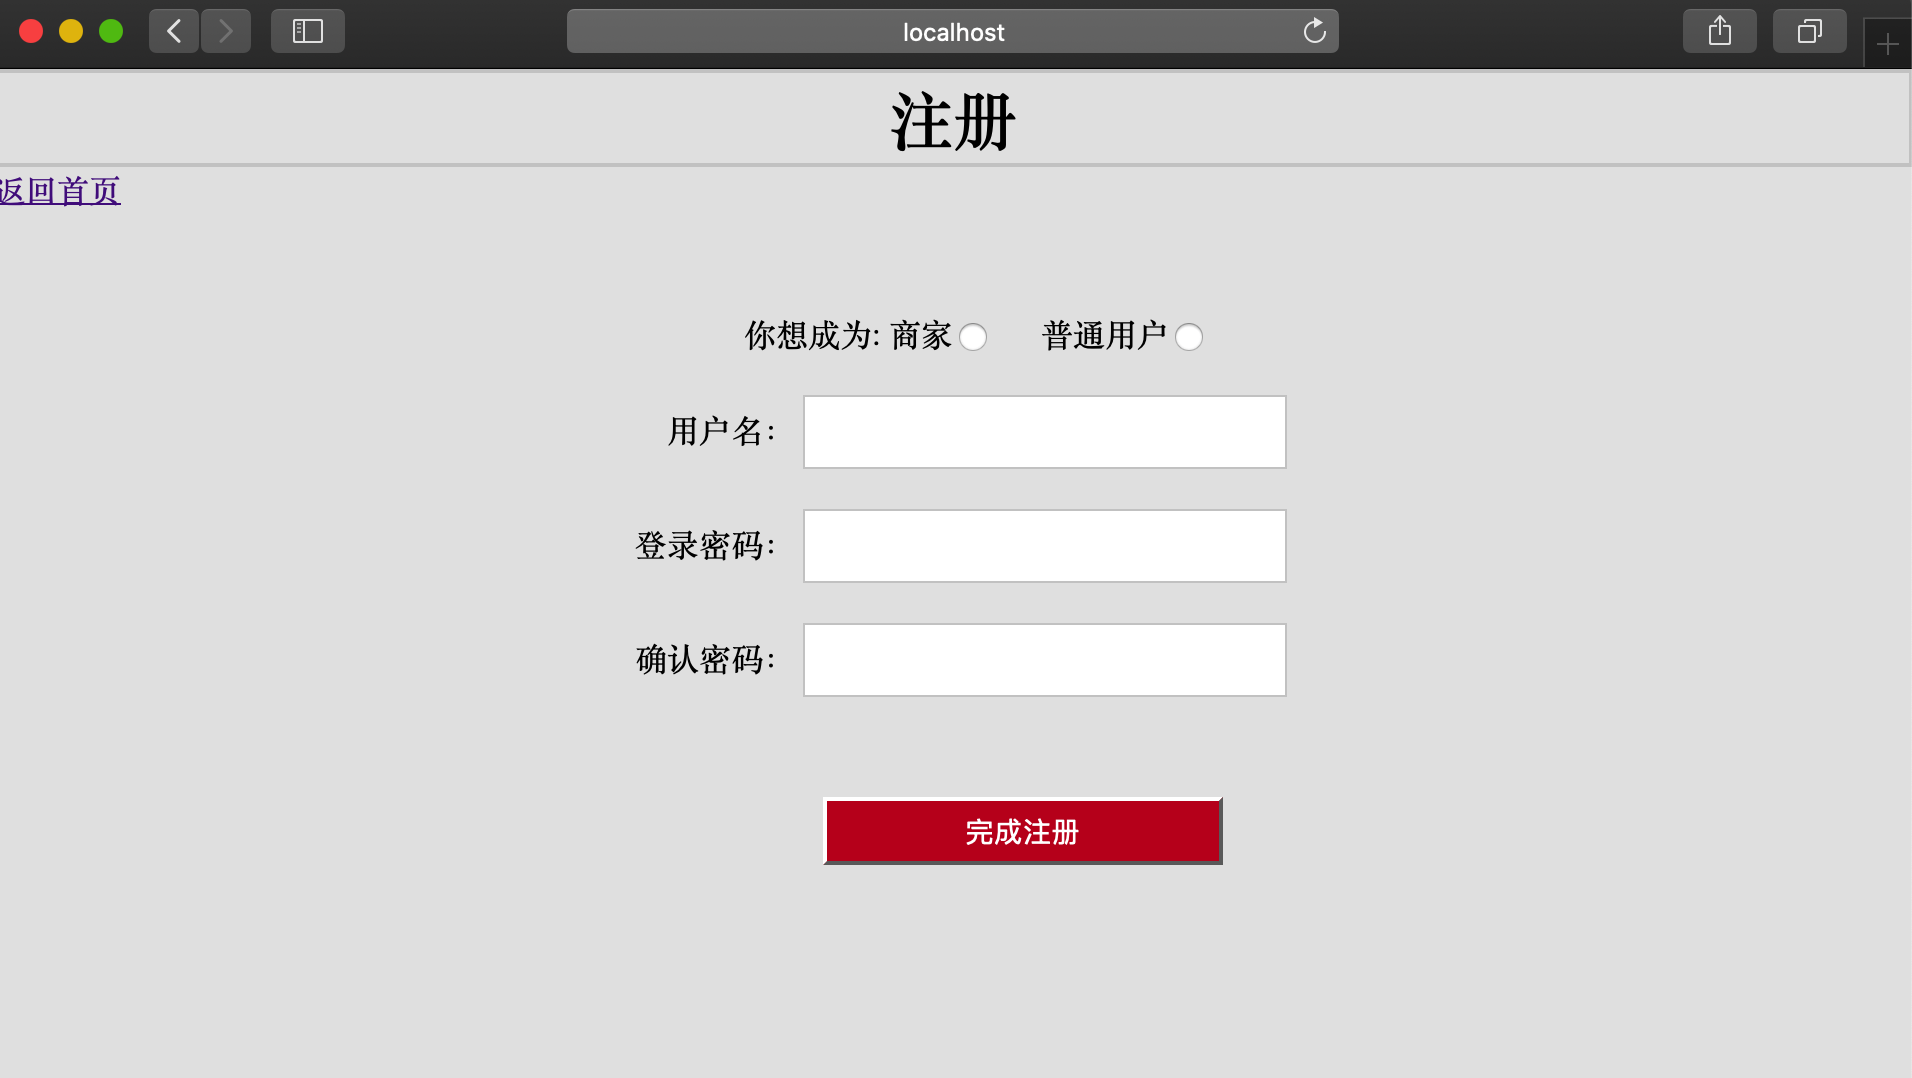 localhost
注册
返回首页
你想成为: 商家 普通用户
用户名：
登录密码：
确认密码：
完成注册